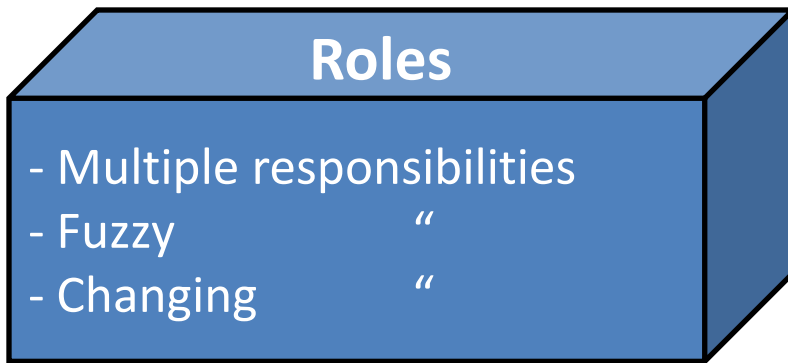 Roles
- Multiple responsibilities
- Fuzzy “
- Changing “